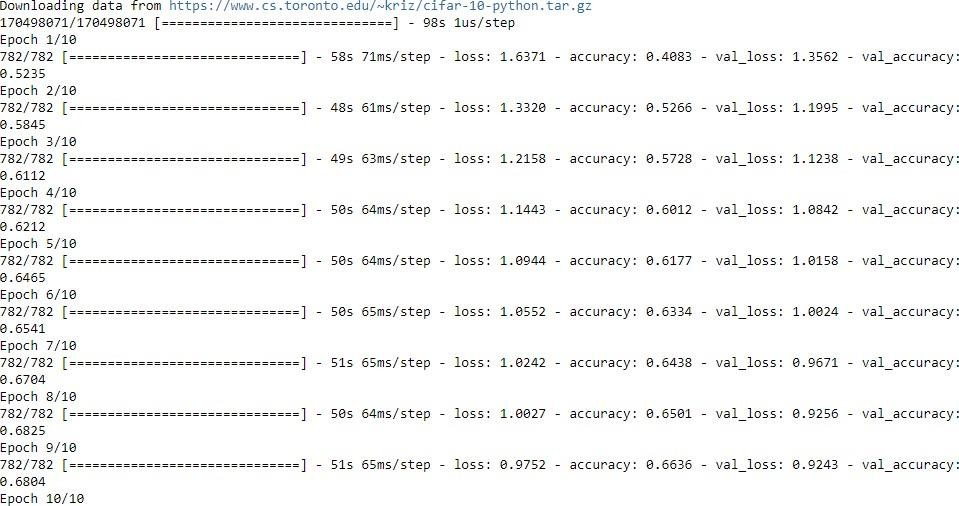 Downloading data from https://www.cs.toronto.edu/~kriz/cifar-10-python.tar.gz
170498071/170498071 [==============================] - 98s 1us/step
Epoch 1/10
782/782 [==============================] - 58s 71ms/step - loss: 1.6371 - accuracy: 0.4083 - val_loss: 1.3562 - val_accuracy:
0.5235
Epoch 2/10
782/782 [==============================] - 48s 61ms/step - loss: 1.3320 - accuracy: 0.5266 - val_loss: 1.1995 - val_accuracy:
0.5845
Epoch 3/10
782/782 [==============================] - 49s 63ms/step - loss: 1.2158 - accuracy: 0.5728 - val_loss: 1.1238 - val_accuracy:
0.6112
Epoch 4/10
782/782 [==============================] - 50s 64ms/step - loss: 1.1443 - accuracy: 0.6012 - val_loss: 1.0842 - val_accuracy:
0.6212
Epoch 5/10
782/782 [==============================] - 50s 64ms/step - loss: 1.0944 - accuracy: 0.6177 - val_loss: 1.0158 - val_accuracy:
0.6465
Epoch 6/10
782/782 [==============================] - 50s 65ms/step - loss: 1.0552 - accuracy: 0.6334 - val_loss: 1.0024 - val_accuracy:
0.6541
Epoch 7/10
782/782 [==============================] - 51s 65ms/step - loss: 1.0242 - accuracy: 0.6438 - val_loss: 0.9671 - val_accuracy:
0.6704
Epoch 8/10
782/782 [==============================] - 50s 64ms/step - loss: 1.0027 - accuracy: 0.6501 - val_loss: 0.9256 - val_accuracy:
0.6825
Epoch 9/10
782/782 [==============================] - 51s 65ms/step - loss: 0.9752 - accuracy: 0.6636 - val_loss: 0.9243 - val_accuracy:
0.6804
Epoch 10/10